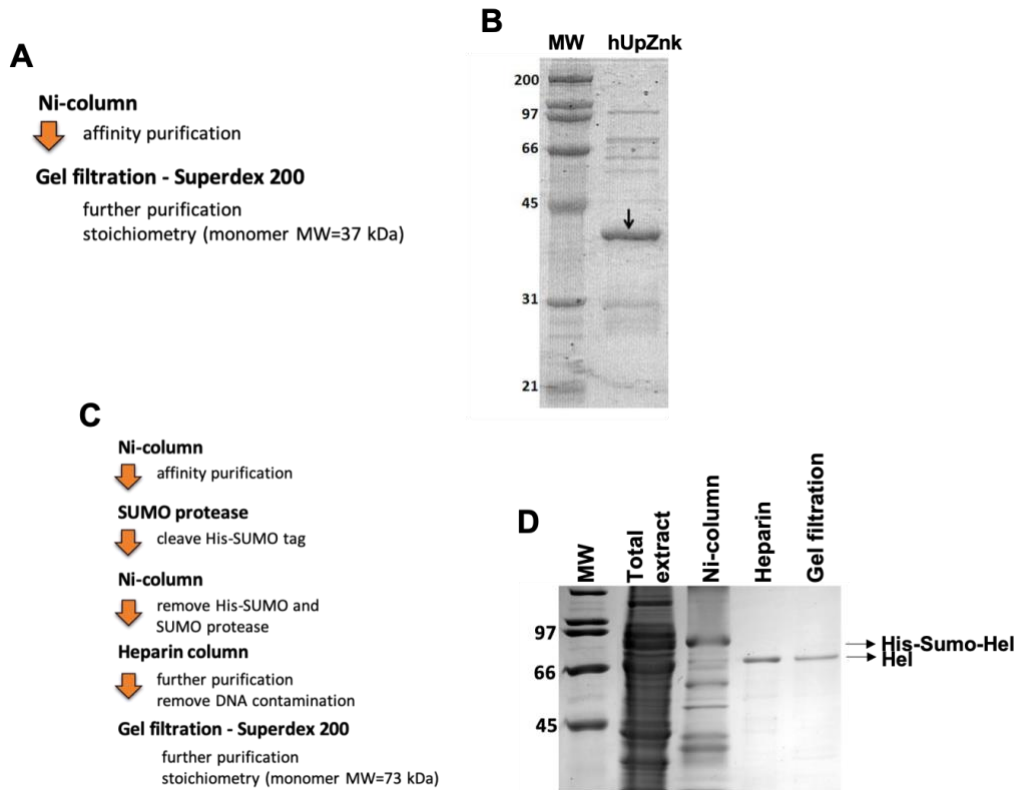 A
Ni-column
affinity purification
Gel filtration - Superdex 200
further purification
stoichiometry (monomer MW=37 kDa)
B
MW hUpZnk
200
97
66
45
31
21
C
Ni-column
affinity purification
SUMO protease
cleave His-SUMO tag
Ni-column
remove His-SUMO and
SUMO protease
Heparin column
further purification
remove DNA contamination
Gel filtration - Superdex 200
further purification
stoichiometry (monomer MW=73 kDa)
D
MW
Total
extract
Ni-column
Heparin
Gel filtration
97
66
45
His-Sumo-Hel
Hel